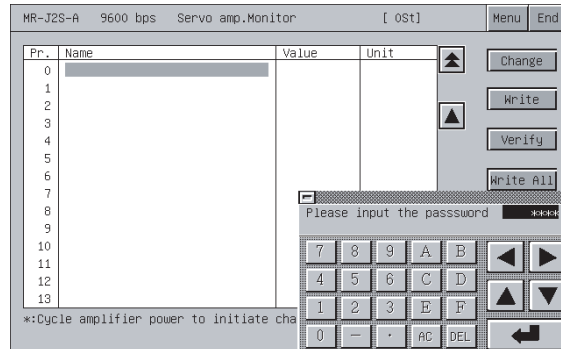 MR-J2S-A 9600 bps Servo amp.Monitor [ 0St] Menu End
Pr. Name Value Unit
0
1
2
3
4
5
6
7
8
9
10
11
12
13
Change
Write
Verify
Write All
*:Cycle amplifier power to initiate cha
Please input the passsword ****
7 8 9 A B
4 5 6 C D
1 2 3 E F
0 - · AC DEL